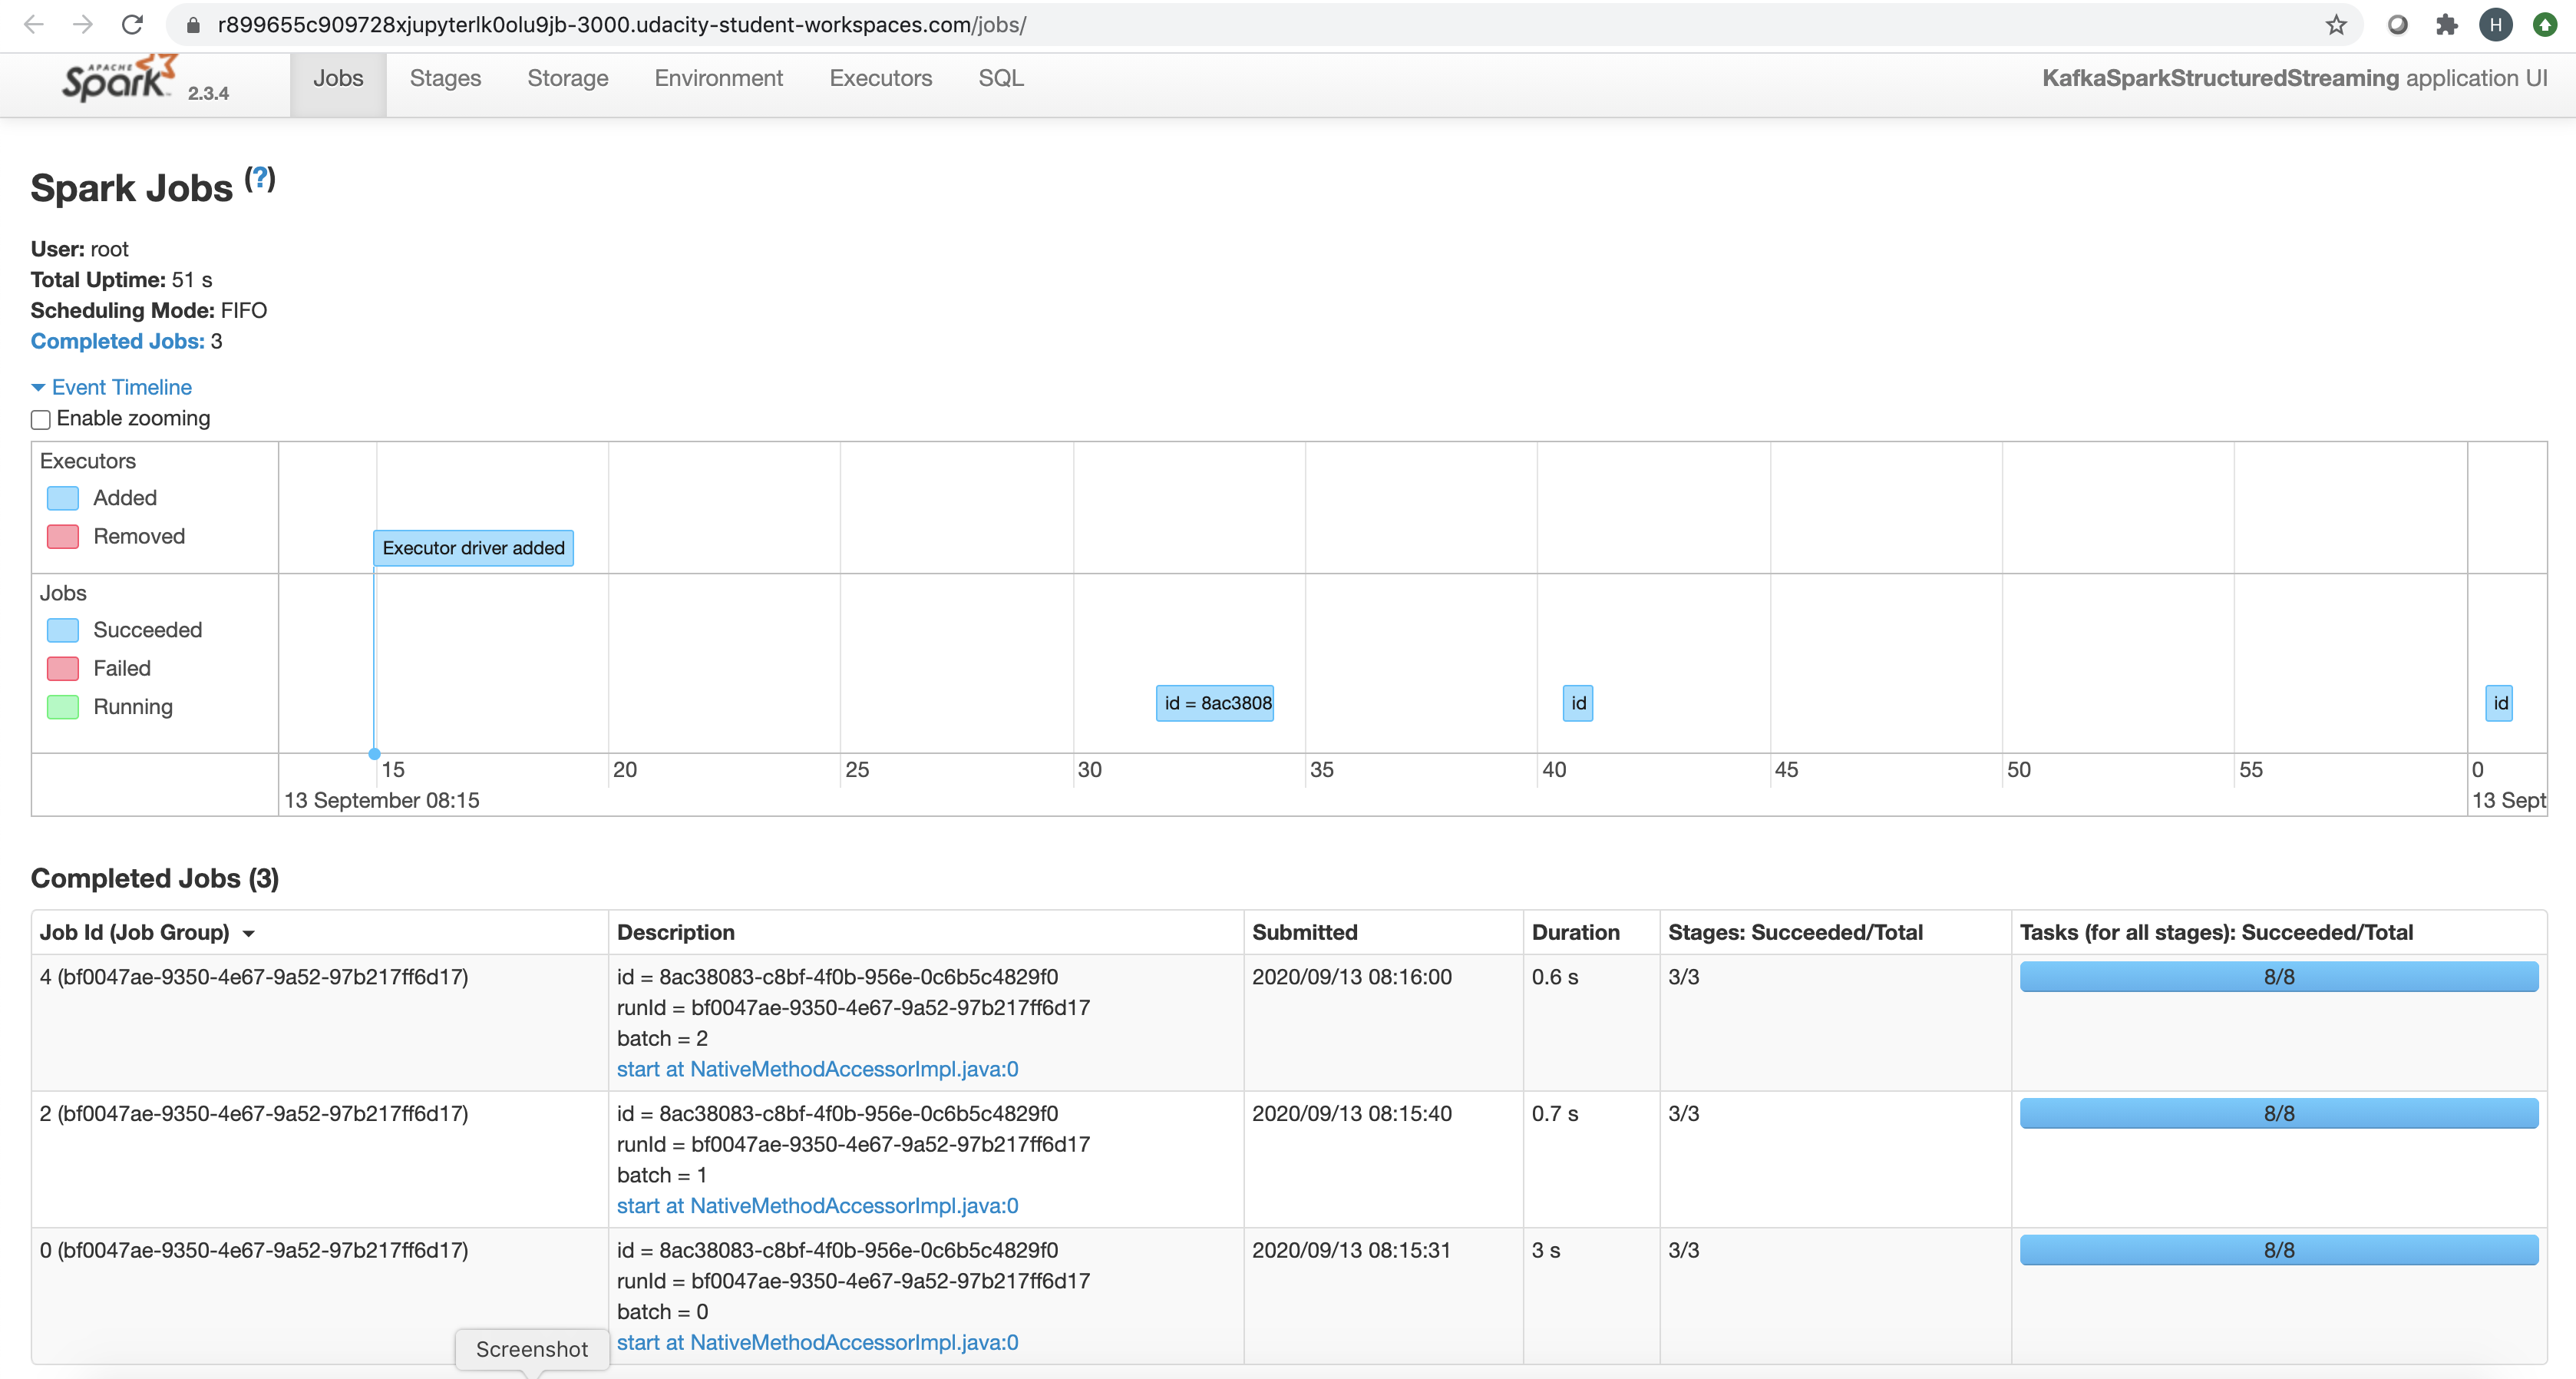 r899655c909728xjupyterlk0olu9jb-3000.udacity-student-workspaces.com/jobs/
H
APACHE
Spark 2.3.4
Jobs Stages Storage Environment Executors SQL
KafkaSparkStructuredStreaming application UI
Spark Jobs (?)
User: root
Total Uptime: 51 s
Scheduling Mode: FIFO
Completed Jobs: 3
Event Timeline
Enable zooming
Executors
Added
Removed
Executor driver added
Jobs
Succeeded
Failed
Running
id = 8ac3808
id
id
15 20 25 30 35 40 45 50 55 0
13 September 08:15
13 Sept
Completed Jobs (3)
Job Id (Job Group) Description Submitted Duration Stages: Succeeded/Total Tasks (for all stages): Succeeded/Total
4 (bf0047ae-9350-4e67-9a52-97b217ff6d17) id = 8ac38083-c8bf-4f0b-956e-0c6b5c4829f0 2020/09/13 08:16:00 0.6 s 3/3 8/8
runId = bf0047ae-9350-4e67-9a52-97b217ff6d17
batch = 2
start at NativeMethodAccessorImpl.java:0
2 (bf0047ae-9350-4e67-9a52-97b217ff6d17) id = 8ac38083-c8bf-4f0b-956e-0c6b5c4829f0 2020/09/13 08:15:40 0.7 s 3/3 8/8
runId = bf0047ae-9350-4e67-9a52-97b217ff6d17
batch = 1
start at NativeMethodAccessorImpl.java:0
0 (bf0047ae-9350-4e67-9a52-97b217ff6d17) id = 8ac38083-c8bf-4f0b-956e-0c6b5c4829f0 2020/09/13 08:15:31 3 s 3/3 8/8
runId = bf0047ae-9350-4e67-9a52-97b217ff6d17
batch = 0
start at NativeMethodAccessorImpl.java:0
Screenshot